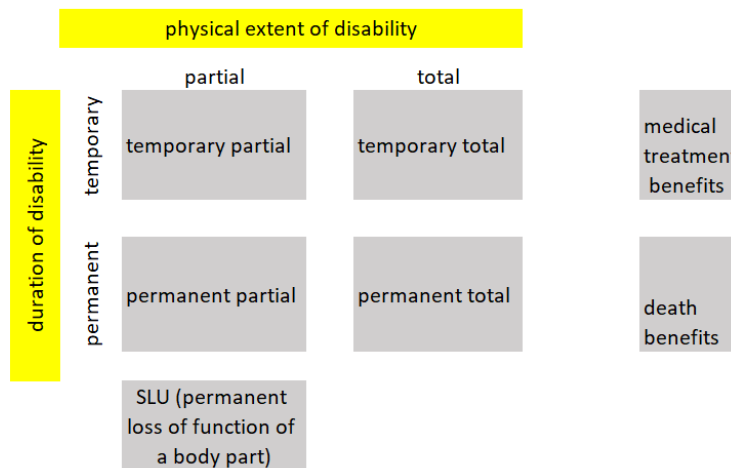 physical extent of disability
partial
total
duration of disability
temporary
temporary partial
temporary total
medical
treatment
benefits
permanent
permanent partial
permanent total
death
benefits
SLU (permanent
loss of function of
a body part)